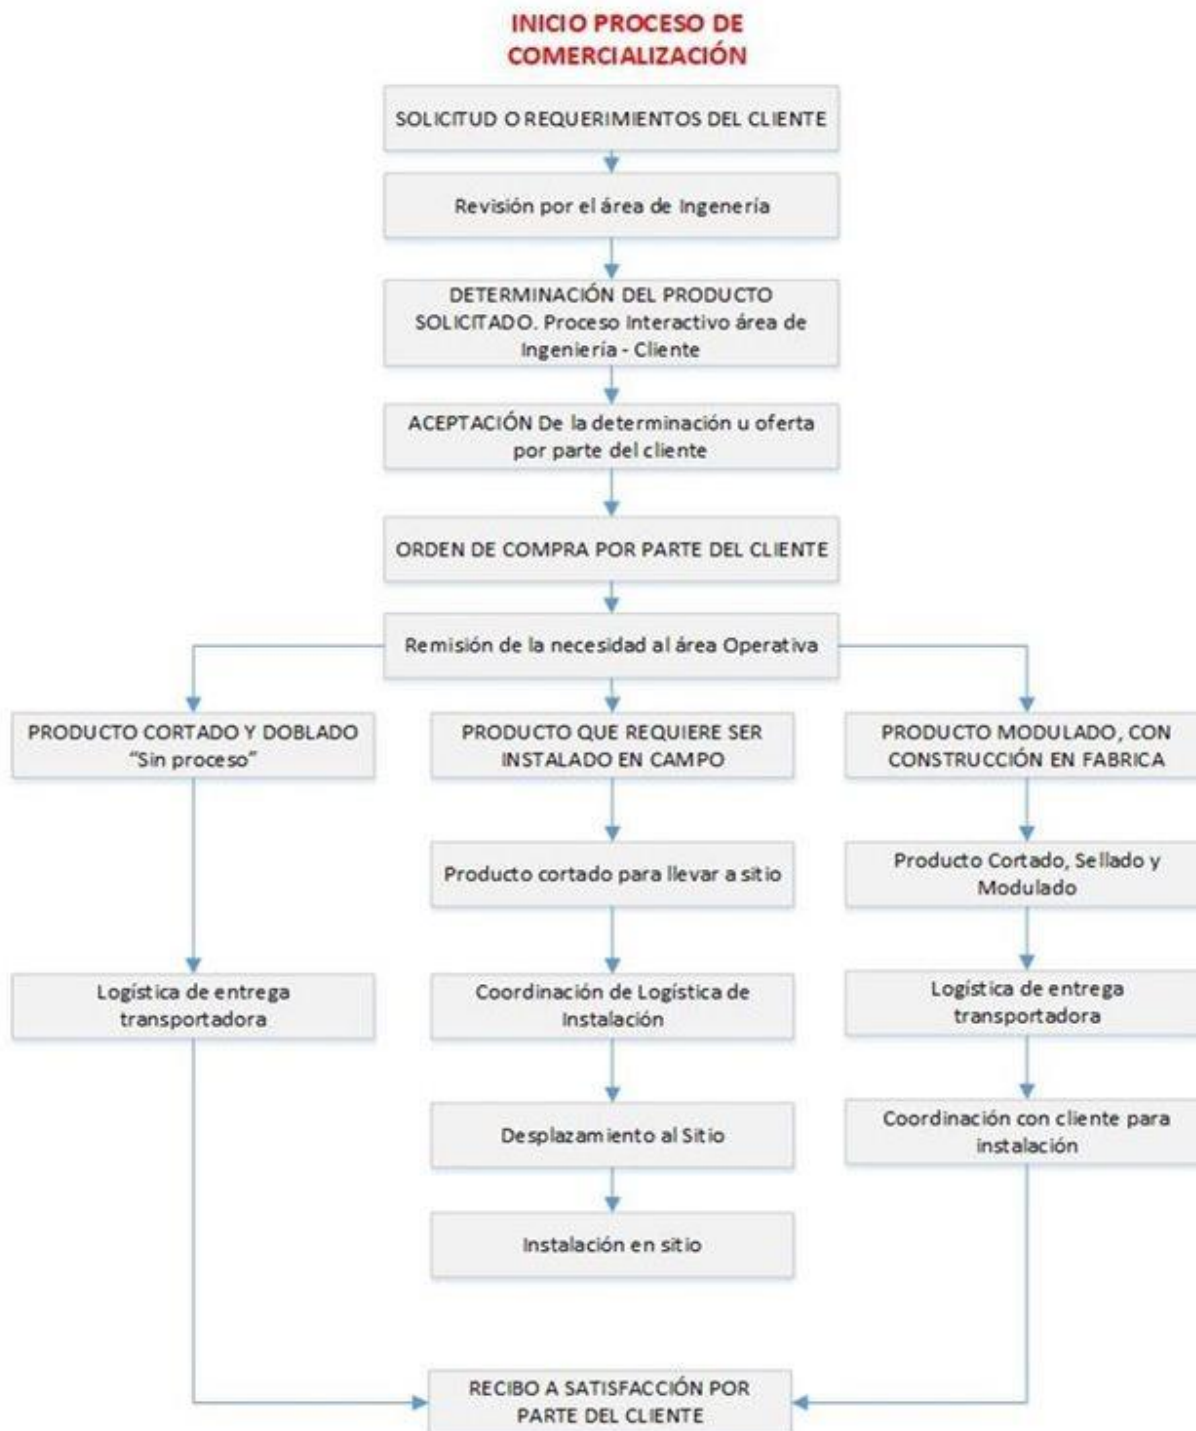 INICIO PROCESO DE
COMERCIALIZACIÓN
SOLICITUD O REQUERIMIENTOS DEL CLIENTE
Revisión por el área de Ingenería
DETERMINACIÓN DEL PRODUCTO
SOLICITADO. Proceso Interactivo área de
Ingeniería - Cliente
ACEPTACIÓN De la determinación u oferta
por parte del cliente
ORDEN DE COMPRA POR PARTE DEL CLIENTE
Remisión de la necesidad al área Operativa
PRODUCTO CORTADO Y DOBLADO
“Sin proceso”
Logística de entrega
transportadora
PRODUCTO QUE REQUIERE SER
INSTALADO EN CAMPO
Producto cortado para llevar a sitio
Coordinación de Logística de
Instalación
Desplazamiento al Sitio
Instalación en sitio
PRODUCTO MODULADO, CON
CONSTRUCCIÓN EN FABRICA
Producto Cortado, Sellado y
Modulado
Logística de entrega
transportadora
Coordinación con cliente para
instalación
RECIBO A SATISFACCIÓN POR
PARTE DEL CLIENTE